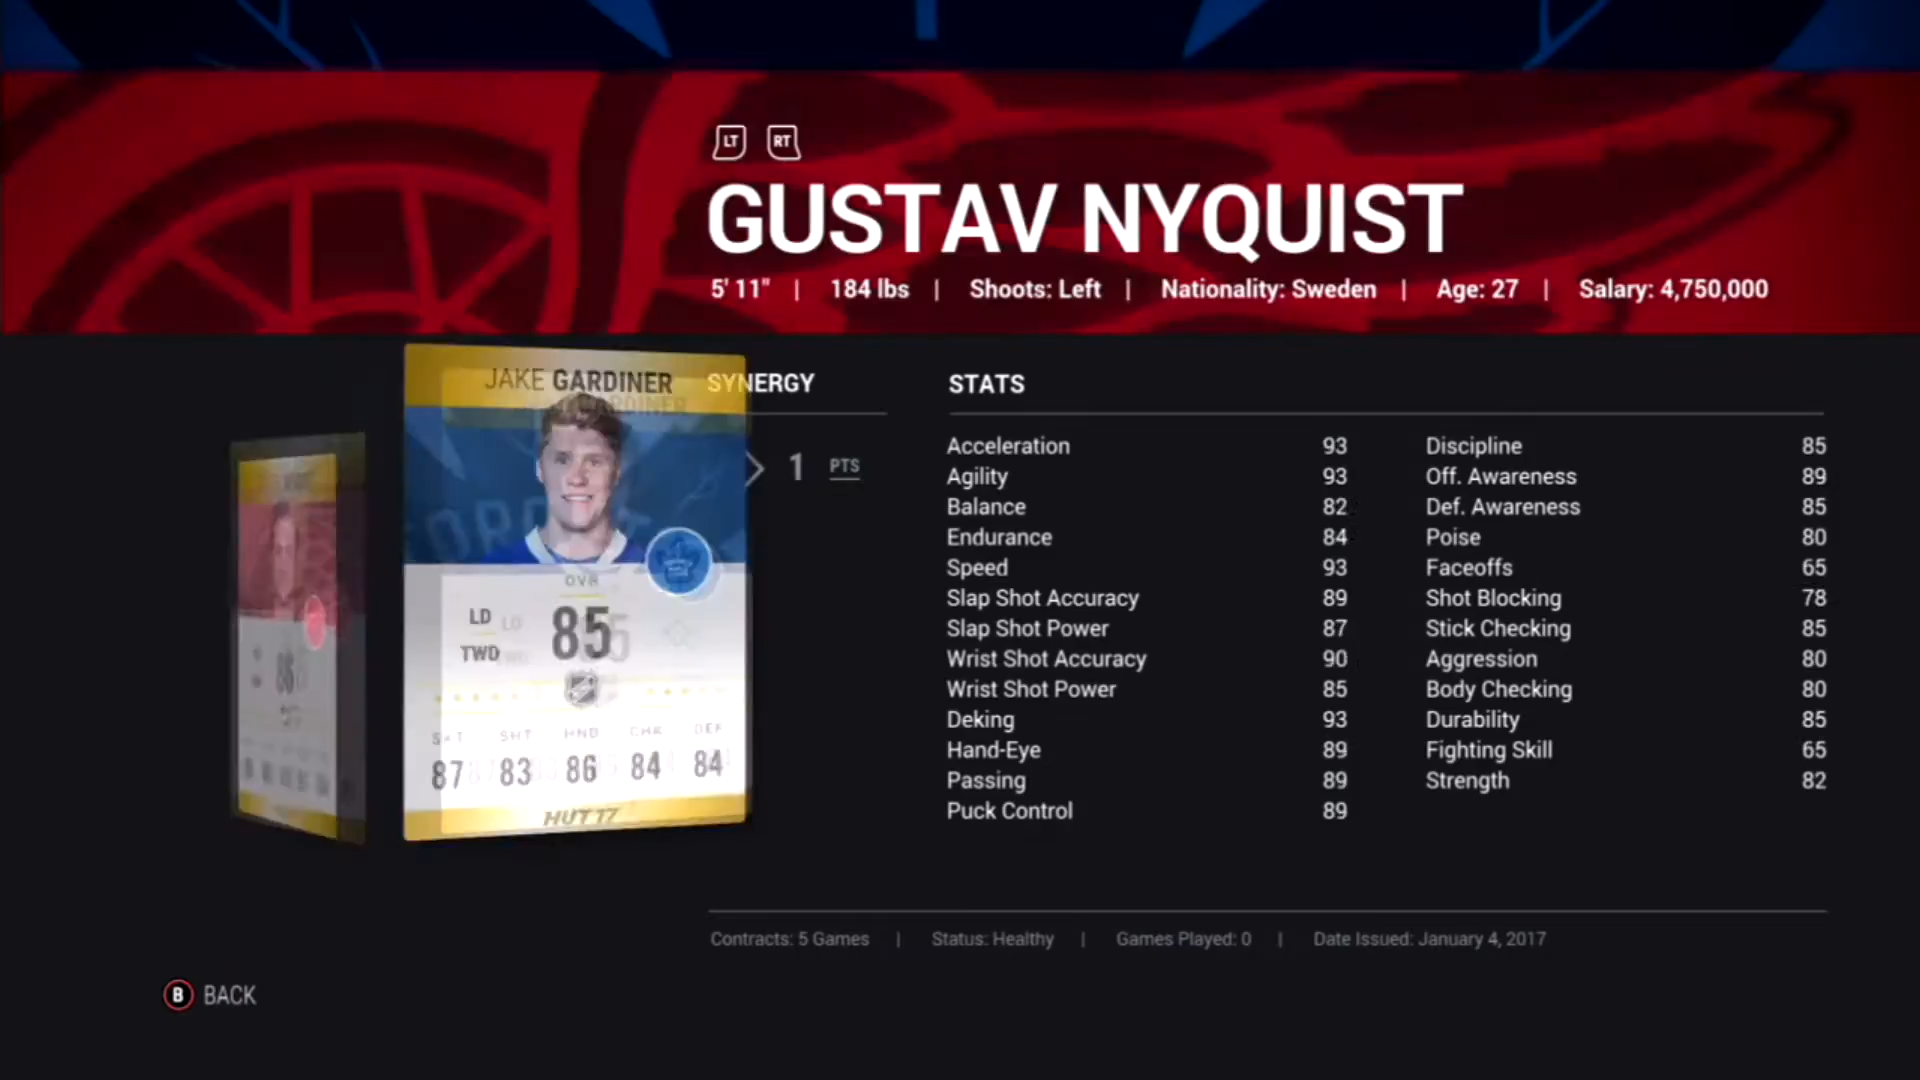 LT RT
GUSTAV NYQUIST
5' 11" | 184 lbs | Shoots: Left | Nationality: Sweden | Age: 27 | Salary: 4,750,000
JAKE GARDINER
OVR
LD
85
TWD
SHT HND CHR DEF
87 83 86 84 84
HUT 17
86
SYNERGY
1 PTS
STATS
Acceleration 93 Discipline 85
Agility 93 Off. Awareness 89
Balance 82 Def. Awareness 85
Endurance 84 Poise 80
Speed 93 Faceoffs 65
Slap Shot Accuracy 89 Shot Blocking 78
Slap Shot Power 87 Stick Checking 85
Wrist Shot Accuracy 90 Aggression 80
Wrist Shot Power 85 Body Checking 80
Deking 93 Durability 85
Hand-Eye 89 Fighting Skill 65
Passing 89 Strength 82
Puck Control 89
Contracts: 5 Games | Status: Healthy | Games Played: 0 | Date Issued: January 4, 2017
B BACK